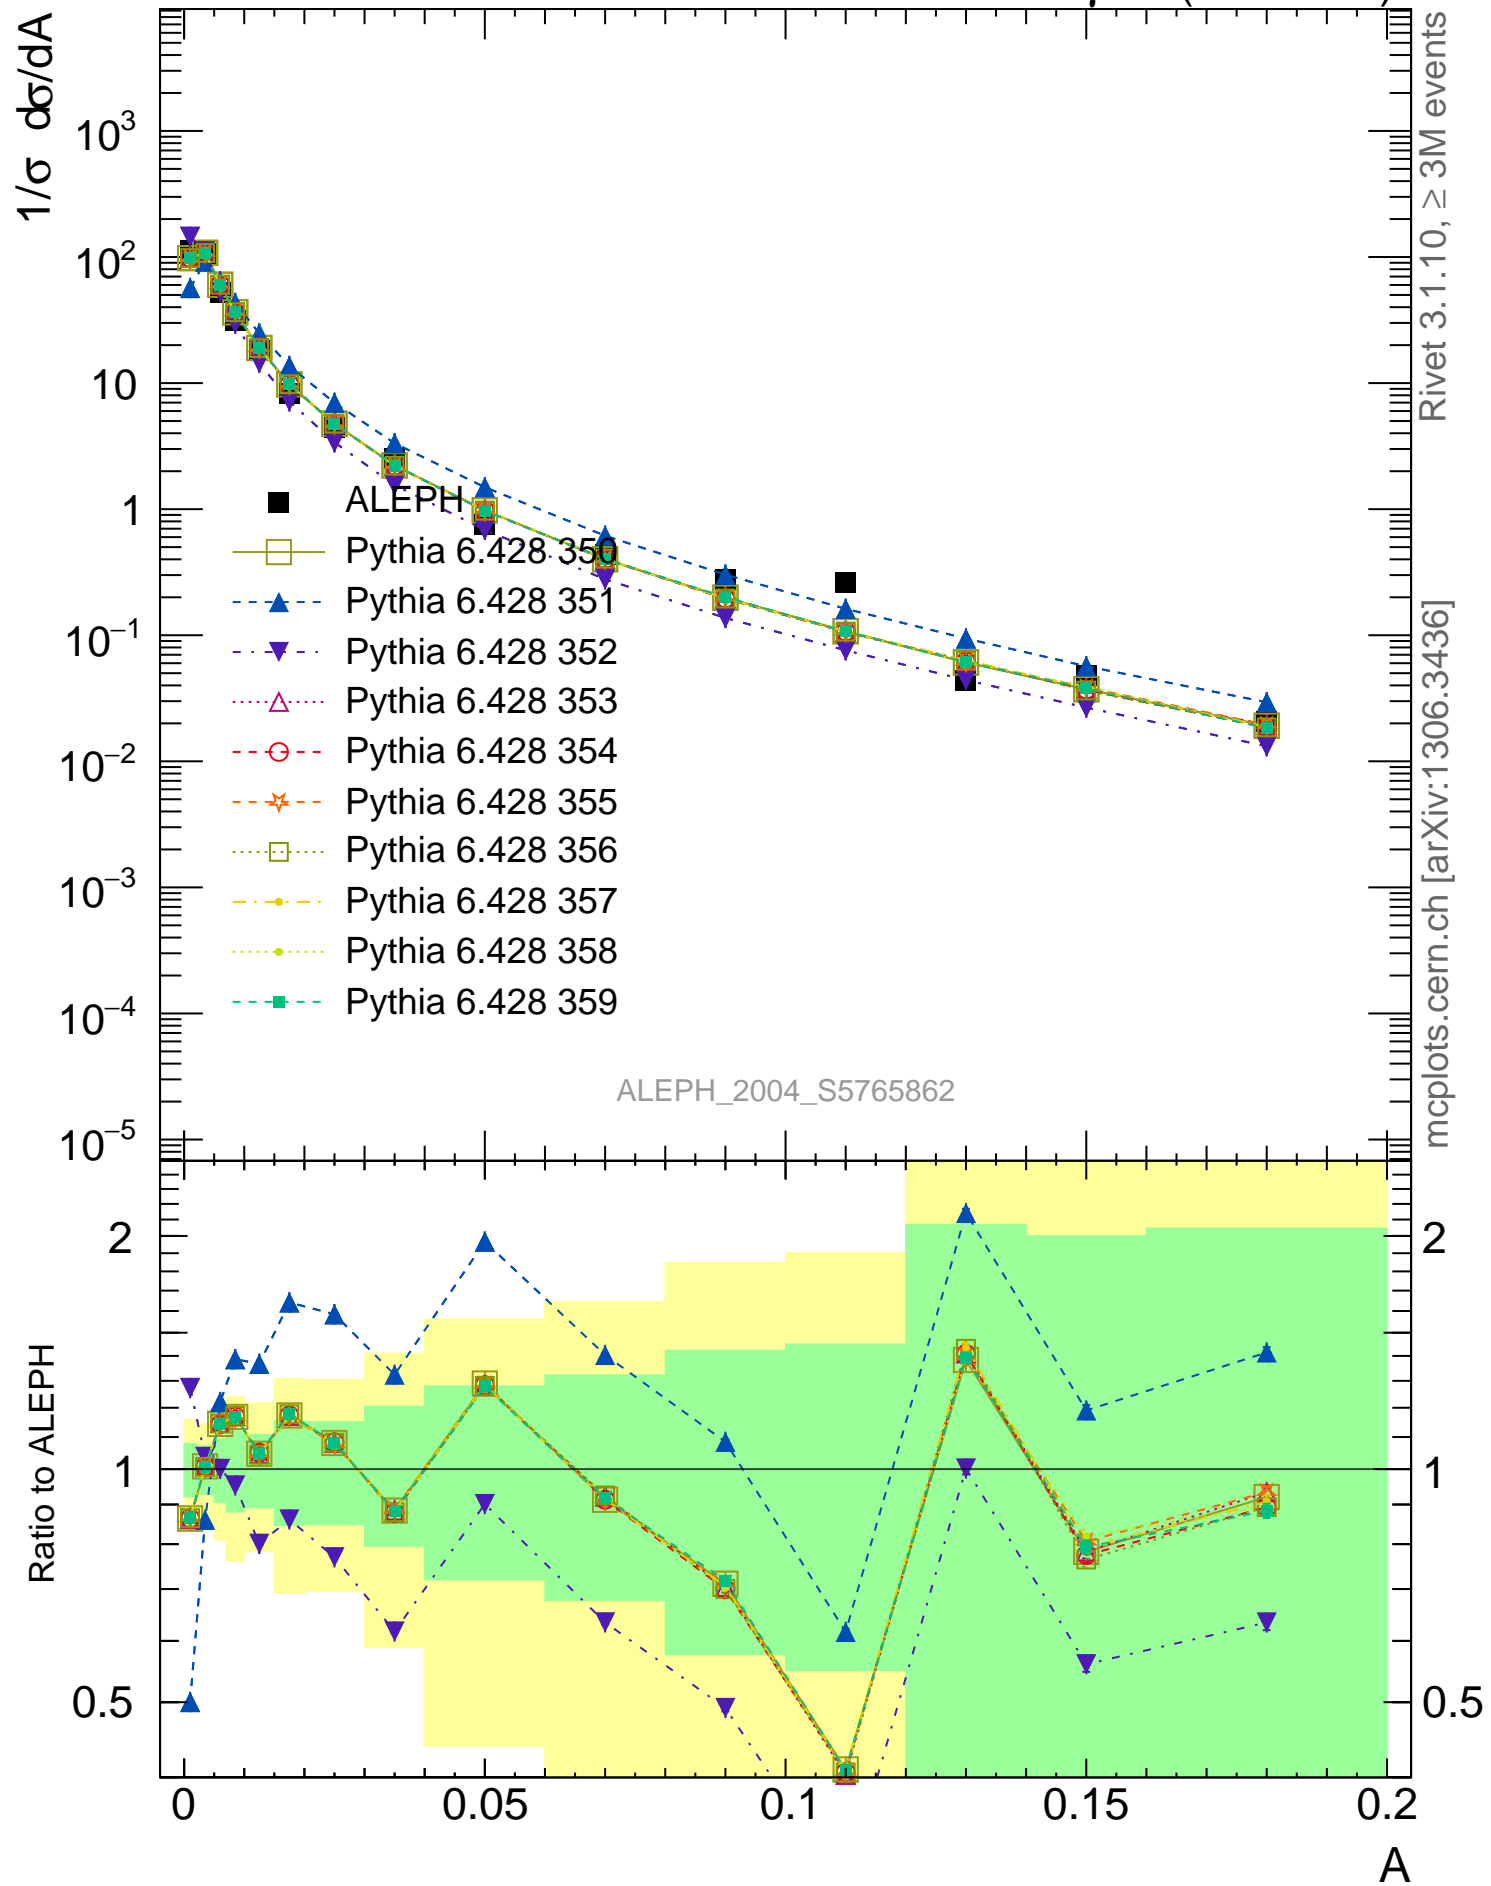 1/σ dσ/dA
10³
10²
10
1
10⁻¹
10⁻²
10⁻³
10⁻⁴
10⁻⁵
ALEPH
Pythia 6.428 350
Pythia 6.428 351
Pythia 6.428 352
Pythia 6.428 353
Pythia 6.428 354
Pythia 6.428 355
Pythia 6.428 356
Pythia 6.428 357
Pythia 6.428 358
Pythia 6.428 359
ALEPH_2004_S5765862
Rivet 3.1.10, ≥ 3M events
mcplots.cern.ch [arXiv:1306.3436]
Ratio to ALEPH
2
1
0.5
2
1
0.5
0
0.05
0.1
0.15
0.2
A